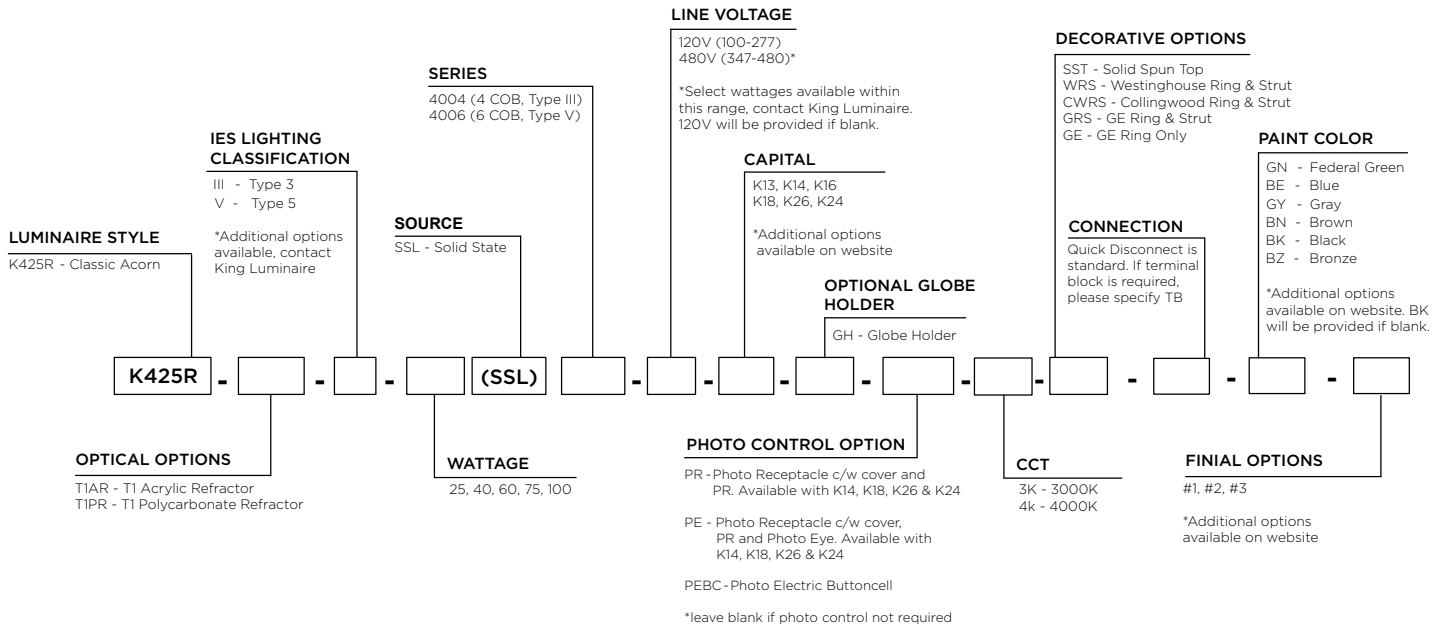 LINE VOLTAGE
120V (100-277)
480V (347-480)*
*Select wattages available within
this range, contact King Luminaire.
120V will be provided if blank.
DECORATIVE OPTIONS
SST - Solid Spun Top
WRS - Westinghouse Ring & Strut
CWRS - Collingwood Ring & Strut
GRS - GE Ring & Strut
GE - GE Ring Only
SERIES
4004 (4 COB, Type III)
4006 (6 COB, Type V)
IES LIGHTING
CLASSIFICATION
III - Type 3
V - Type 5
*Additional options
available, contact
King Luminaire
CAPITAL
K13, K14, K16
K18, K26, K24
*Additional options
available on website
PAINT COLOR
GN - Federal Green
BE - Blue
GY - Gray
BN - Brown
BK - Black
BZ - Bronze
*Additional options
available on website. BK
will be provided if blank.
LUMINAIRE STYLE
K425R - Classic Acorn
SOURCE
SSL - Solid State
CONNECTION
Quick Disconnect is
standard. If terminal
block is required,
please specify TB
OPTIONAL GLOBE
HOLDER
GH - Globe Holder
K425R - - - (SSL) - - - - - - - - -
OPTICAL OPTIONS
T1AR - T1 Acrylic Refractor
T1PR - T1 Polycarbonate Refractor
WATTAGE
25, 40, 60, 75, 100
PHOTO CONTROL OPTION
PR - Photo Receptacle c/w cover and
PR. Available with K14, K18, K26 & K24
PE - Photo Receptacle c/w cover,
PR and Photo Eye. Available with
K14, K18, K26 & K24
PEBC - Photo Electric Buttoncell
*leave blank if photo control not required
CCT
3K - 3000K
4k - 4000K
FINIAL OPTIONS
#1, #2, #3
*Additional options
available on website